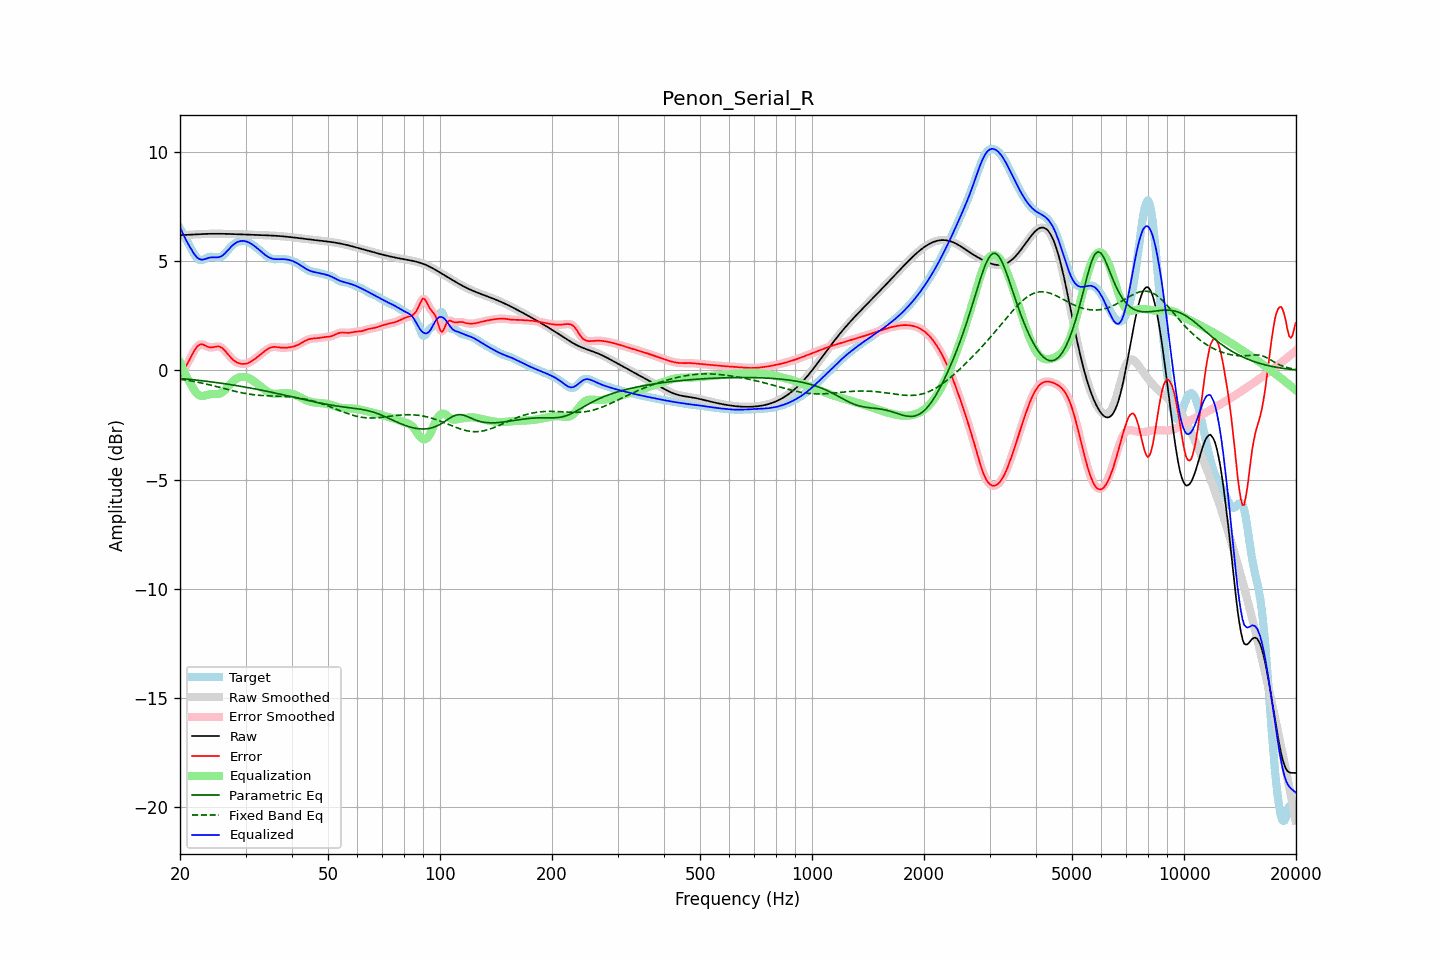 Penon_Serial_R
Amplitude (dBr)
10
5
0
−5
−10
−15
−20
Target
Raw Smoothed
Error Smoothed
Raw
Error
Equalization
Parametric Eq
Fixed Band Eq
Equalized
20 50 100 200 500 1000 2000 5000 10000 20000
Frequency (Hz)